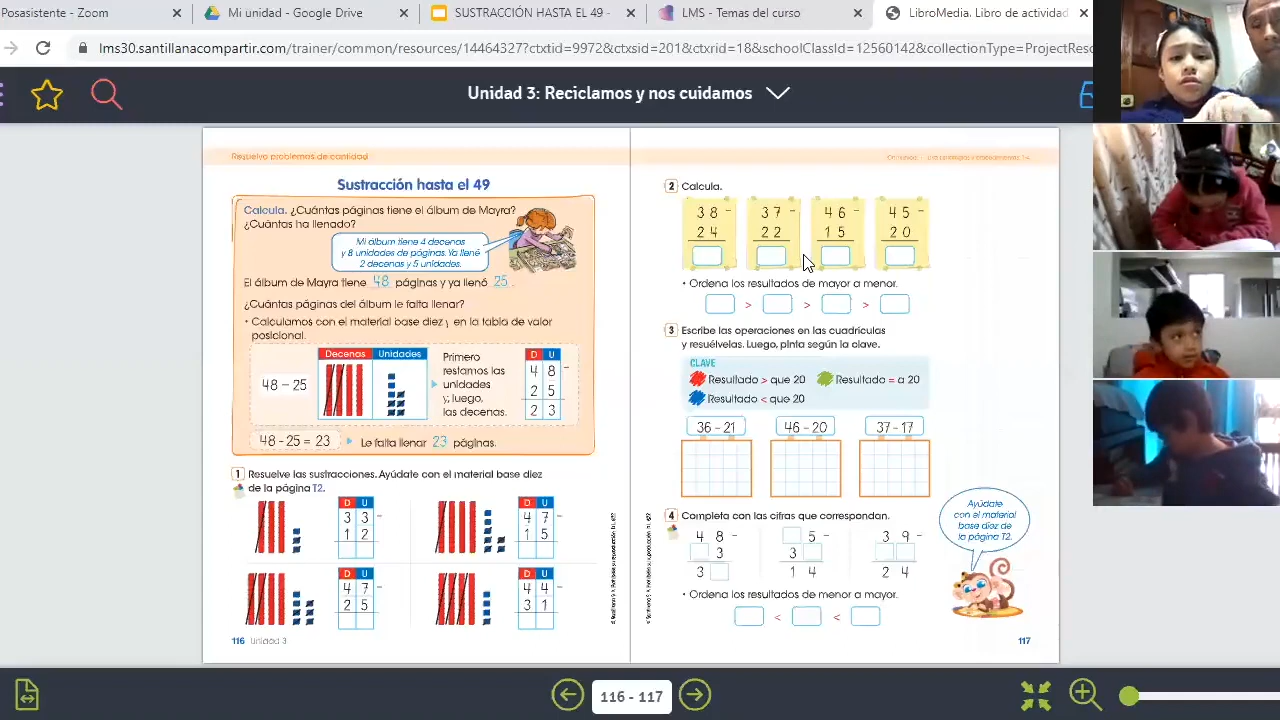 Posasistente - Zoom
Mi unidad - Google Drive
SUSTRACCIÓN HASTA EL 49 -
LMS - Temas del curso
LibroMedia. Libro de actividad
lms30.santillanacompartir.com/trainer/common/resources/14464327?ctxtid=9972&ctxsid=201&ctxrid=18&schoolClassId=12560142&collectionType=ProjectReso
Unidad 3: Reciclamos y nos cuidamos
Resuelve problemas de cantidad
Sustracción hasta el 49
Calcula. ¿Cuántas páginas tiene el álbum de Mayra?
¿Cuántas ha llenado?
Mi álbum tiene 4 decenas
y 8 unidades de páginas. Ya llené
2 decenas y 5 unidades.
El álbum de Mayra tiene 48 páginas y ya llenó 25 .
¿Cuántas páginas del álbum le falta llenar?
• Calculamos con el material base diez y en la tabla de valor
posicional.
48 – 25
Decenas Unidades
Primero
restamos las
unidades
y, luego,
las decenas.
D U
4 8 –
2 5
2 3
48 – 25 = 23
Le falta llenar 23 páginas.
1 Resuelve las sustracciones. Ayúdate con el material base diez
de la página T2.
D U
3 3 –
1 2
D U
4 7 –
1 5
D U
4 7 –
2 5
D U
4 4 –
3 1
116 Unidad 3
2 Calcula.
3 8 –
2 4
3 7 –
2 2
4 6 –
1 5
4 5 –
2 0
• Ordena los resultados de mayor a menor.
> > >
3 Escribe las operaciones en las cuadrículas
y resuélvelas. Luego, pinta según la clave.
CLAVE
Resultado > que 20 Resultado = a 20
Resultado < que 20
36 – 21 46 – 20 37 – 17
4 Completa con las cifras que correspondan.
4 8 –
3
3
5 –
3
1 4
3 9 –
2 4
• Ordena los resultados de menor a mayor.
< <
Ayúdate
con el material
base diez de
la página T2.
117
116 - 117